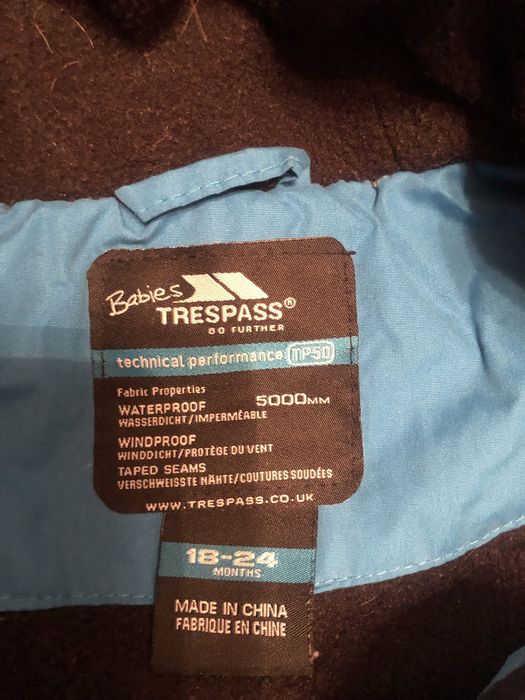 Babies
TRESPASS®
GO FURTHER
technical performance MP50
Fabric Properties
WATERPROOF 5000MM
WASSERDICHT/IMPERMÉABLE
WINDPROOF
WINDDICHT/PROTÈGE DU VENT
TAPED SEAMS
VERSCHWEISSTE NÄHTE/COUTURES SOUDÉES
WWW.TRESPASS.CO.UK
18-24
MONTHS
MADE IN CHINA
FABRIQUE EN CHINE